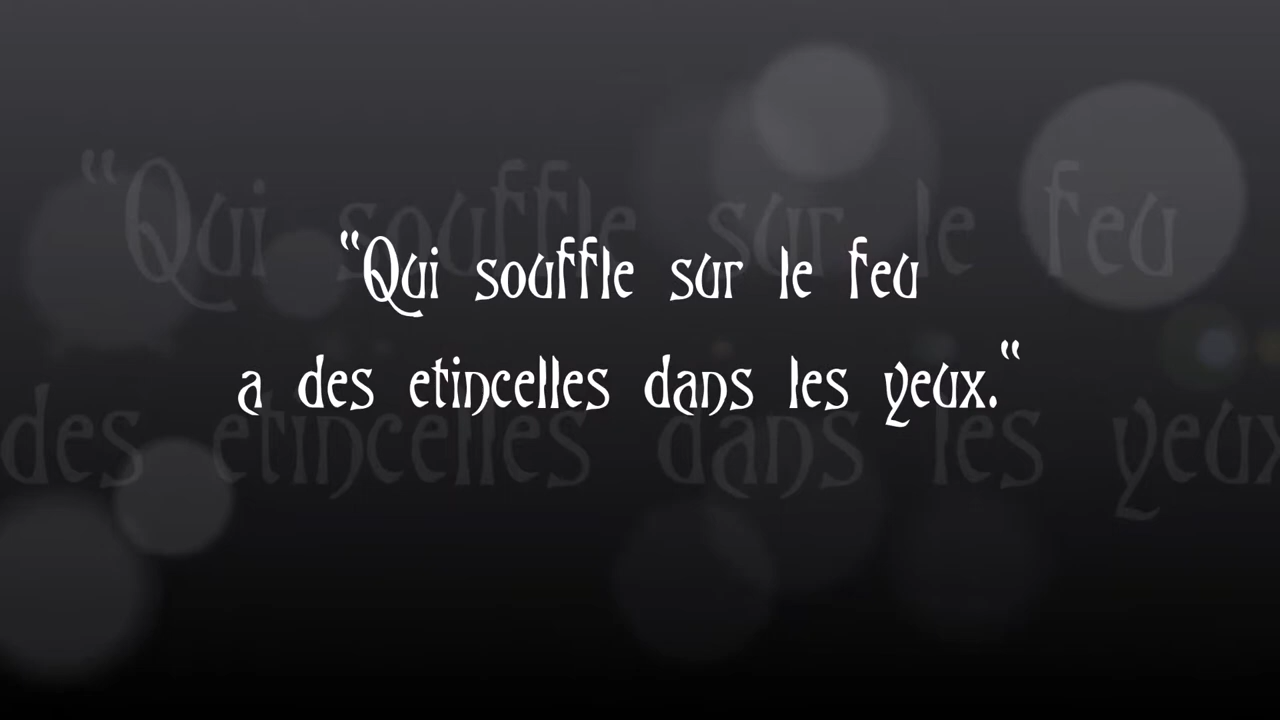 “Qui souffle sur le feu
a des etincelles dans les yeux.“